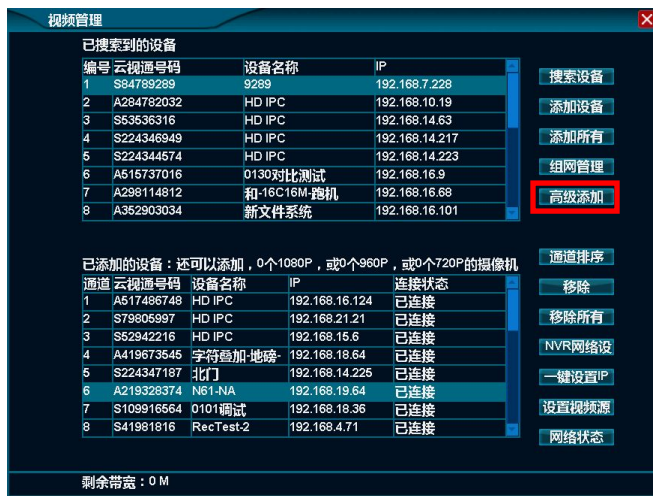 视频管理
已搜索到的设备
编号 云视通号码 设备名称 IP
1 S84789289 9289 192.168.7.228
搜索设备
2 A284782032 HD IPC 192.168.10.19
添加设备
3 S53536316 HD IPC 192.168.14.63
4 S224346949 HD IPC 192.168.14.217
添加所有
5 S224344574 HD IPC 192.168.14.223
组网管理
6 A515737016 0130对比测试 192.168.16.9
7 A298114812 和-16C16M-跑机 192.168.16.68
高级添加
8 A352903034 新文件系统 192.168.16.101
已添加的设备：还可以添加，0个1080P，或0个960P，或0个720P的摄像机
通道排序
通道 云视通号码 设备名称 IP 连接状态
移除
1 A517486748 HD IPC 192.168.16.124 已连接
2 S79805997 HD IPC 192.168.21.21 已连接
移除所有
3 S52942216 HD IPC 192.168.15.6 已连接
NVR网络设
4 A419673545 字符叠加-地磅- 192.168.18.64 已连接
5 S224347187 北门 192.168.14.225 已连接
一键设置IP
6 A219328374 N61-NA 192.168.19.64 已连接
7 S109916564 0101调试 192.168.18.36 已连接
设置视频源
8 S41981816 RecTest-2 192.168.4.71 已连接
网络状态
剩余带宽：0 M